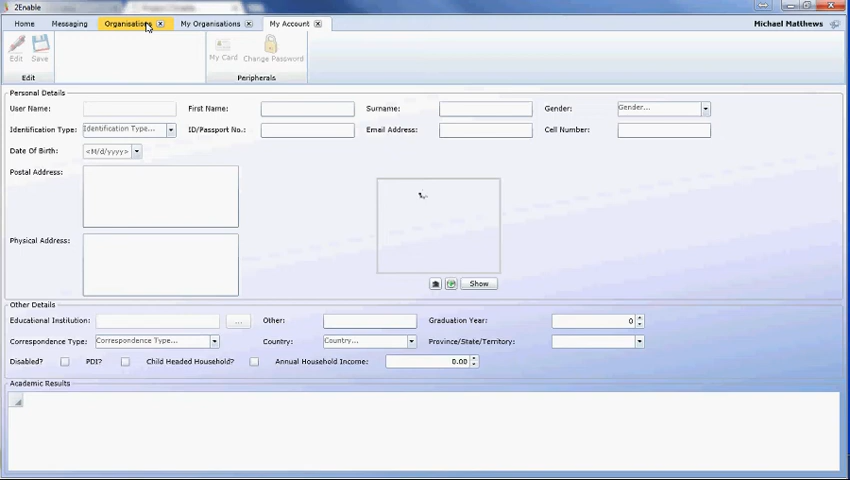 2Enable
Home Messaging Organisations My Organisations My Account Michael Matthews
Edit Save My Card Change Password
Edit Peripherals
Personal Details
User Name: First Name: Surname: Gender: Gender...
Identification Type: Identification Type... ID/Passport No.: Email Address: Cell Number:
Date Of Birth: <M/d/yyyy>
Postal Address:
Physical Address:
Show
Other Details
Educational Institution: ... Other: Graduation Year: 0
Correspondence Type: Correspondence Type... Country: Country... Province/State/Territory:
Disabled? PDI? Child Headed Household? Annual Household Income: 0.00
Academic Results